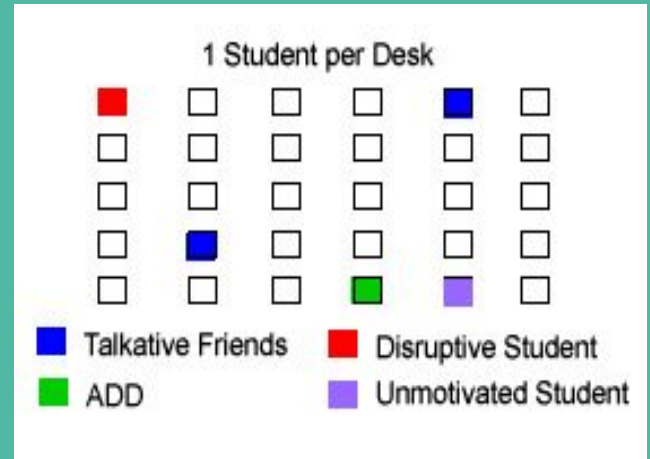 1 Student per Desk
Talkative Friends
Disruptive Student
ADD
Unmotivated Student